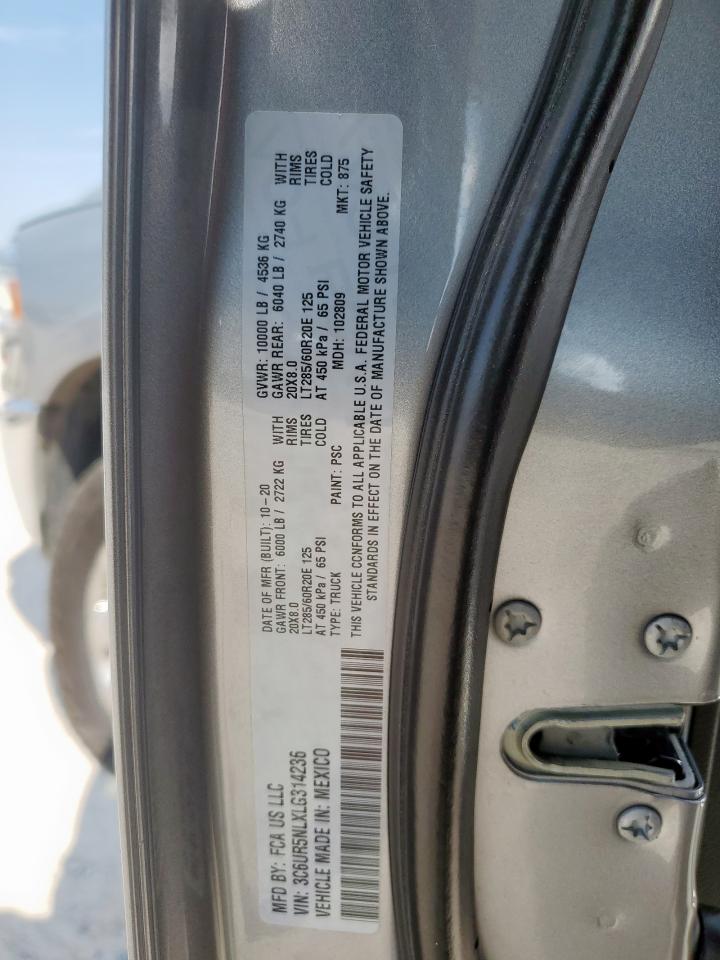 MFD BY: FCA US LLC
DATE OF MFR (BUILT): 10-20
GVWR: 10000 LB / 4536 KG
GAWR FRONT: 6000 LB / 2722 KG WITH
GAWR REAR: 6040 LB / 2740 KG WITH
20X8.0 RIMS
20X8.0 RIMS
LT285/60R20E 125 TIRES
LT285/60R20E 125 TIRES
AT 450 kPa / 65 PSI COLD
AT 450 kPa / 65 PSI COLD
VIN: 3C6UR5NLXLG314236
TYPE: TRUCK PAINT: PSC MDH: 102809 MKT: 875
VEHICLE MADE IN: MEXICO
THIS VEHICLE CONFORMS TO ALL APPLICABLE U.S.A. FEDERAL MOTOR VEHICLE SAFETY
STANDARDS IN EFFECT ON THE DATE OF MANUFACTURE SHOWN ABOVE.